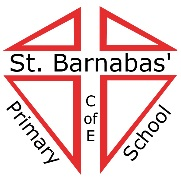 St. Barnabas'
C of E
Primary
School